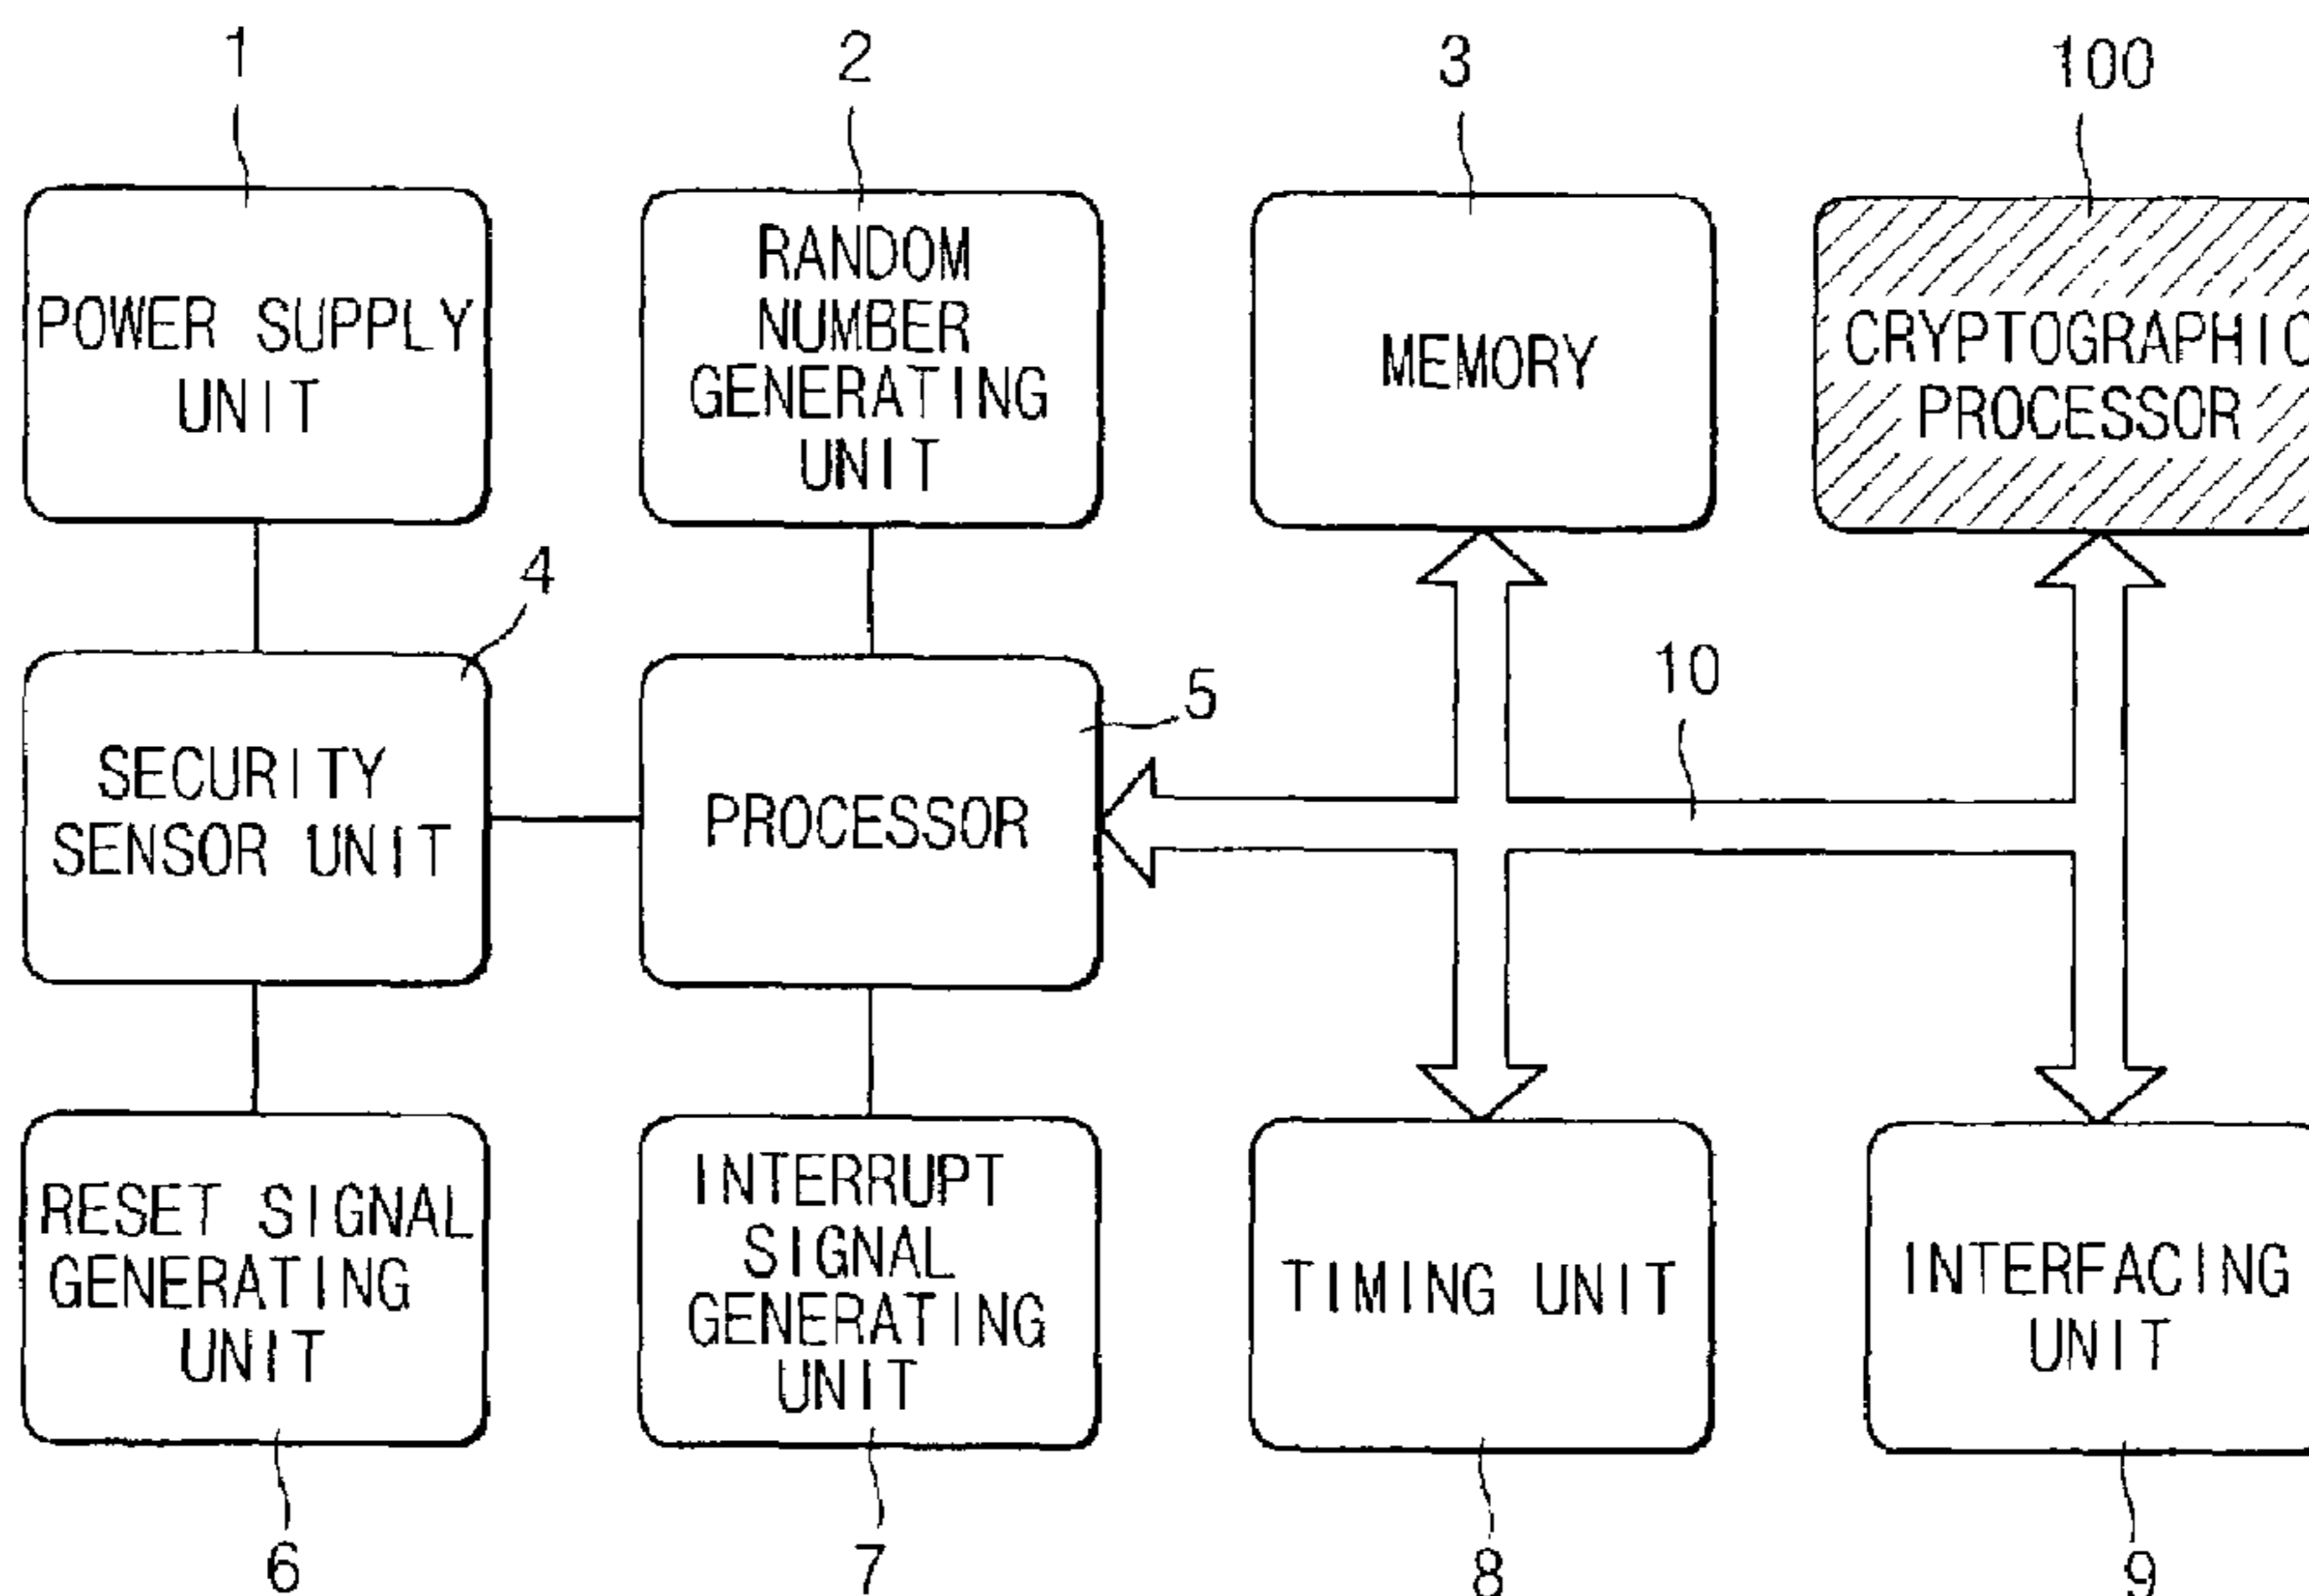 1
2
3
100
POWER SUPPLY
UNIT
RANDOM
NUMBER
GENERATING
UNIT
MEMORY
CRYPTOGRAPHIC
PROCESSOR
4
SECURITY
SENSOR UNIT
5
PROCESSOR
10
RESET SIGNAL
GENERATING
UNIT
INTERRUPT
SIGNAL
GENERATING
UNIT
TIMING UNIT
INTERFACING
UNIT
6
7
8
9